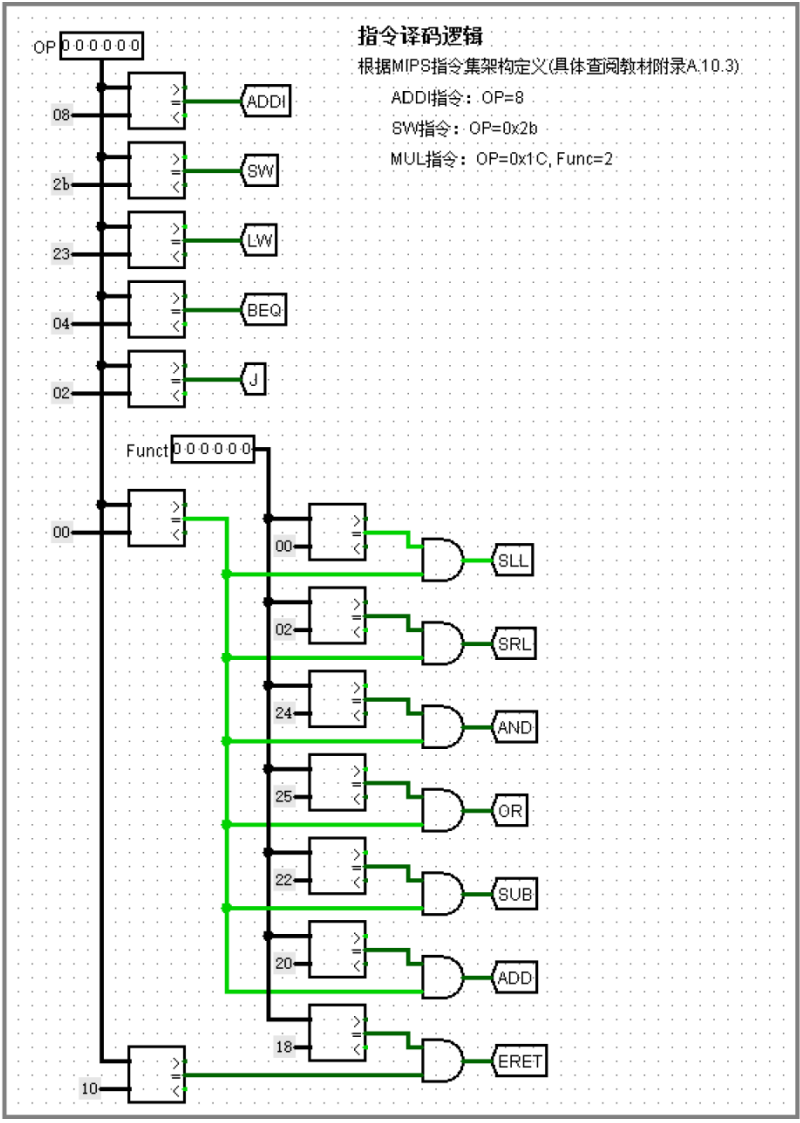 指令译码逻辑
OP 000000
根据MIPS指令集架构定义(具体查阅教材附录A.10.3)
ADDI指令：OP=8
SW指令：OP=0x2b
MUL指令：OP=0x1C, Func=2
> = <
08
ADDI
> = <
2b
SW
> = <
23
LW
> = <
04
BEQ
> = <
02
J
Funct 000000
> = <
00
> = <
00
SLL
> = <
02
SRL
> = <
24
AND
> = <
25
OR
> = <
22
SUB
> = <
20
ADD
> = <
18
ERET
> = <
10